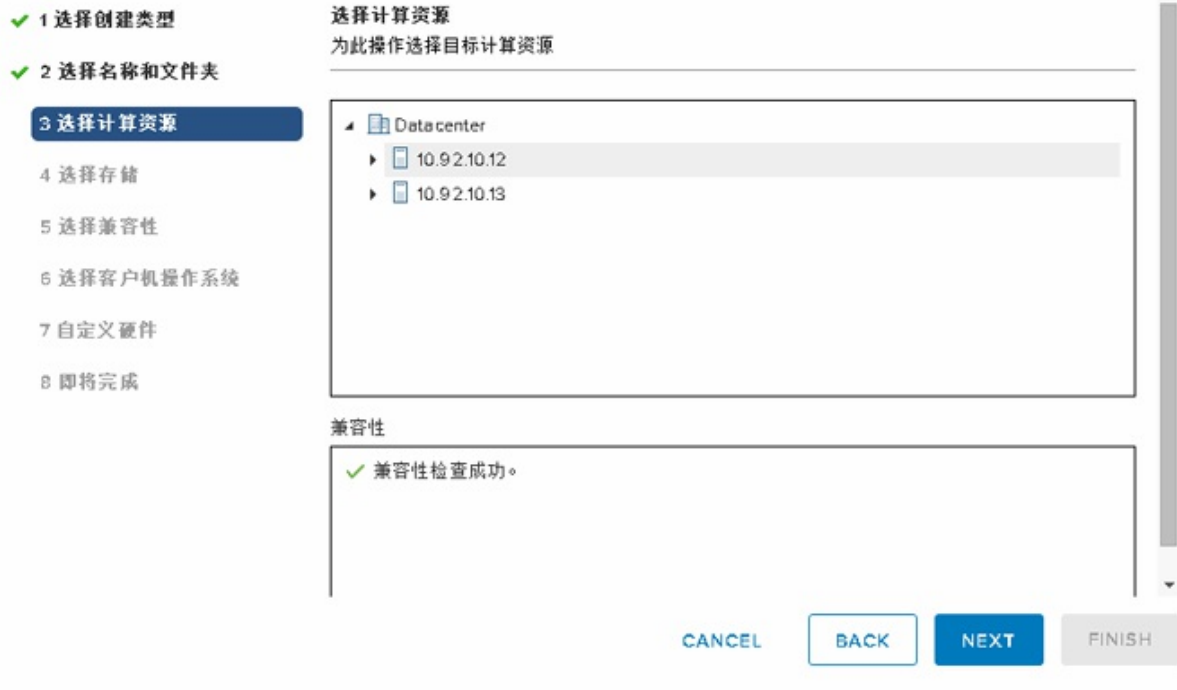 1 选择创建类型
2 选择名称和文件夹
3 选择计算资源
4 选择存储
5 选择兼容性
6 选择客户机操作系统
7 自定义硬件
8 即将完成
选择计算资源
为此操作选择目标计算资源
Datacenter
10.92.10.12
10.92.10.13
兼容性
兼容性检查成功。
CANCEL
BACK
NEXT
FINISH